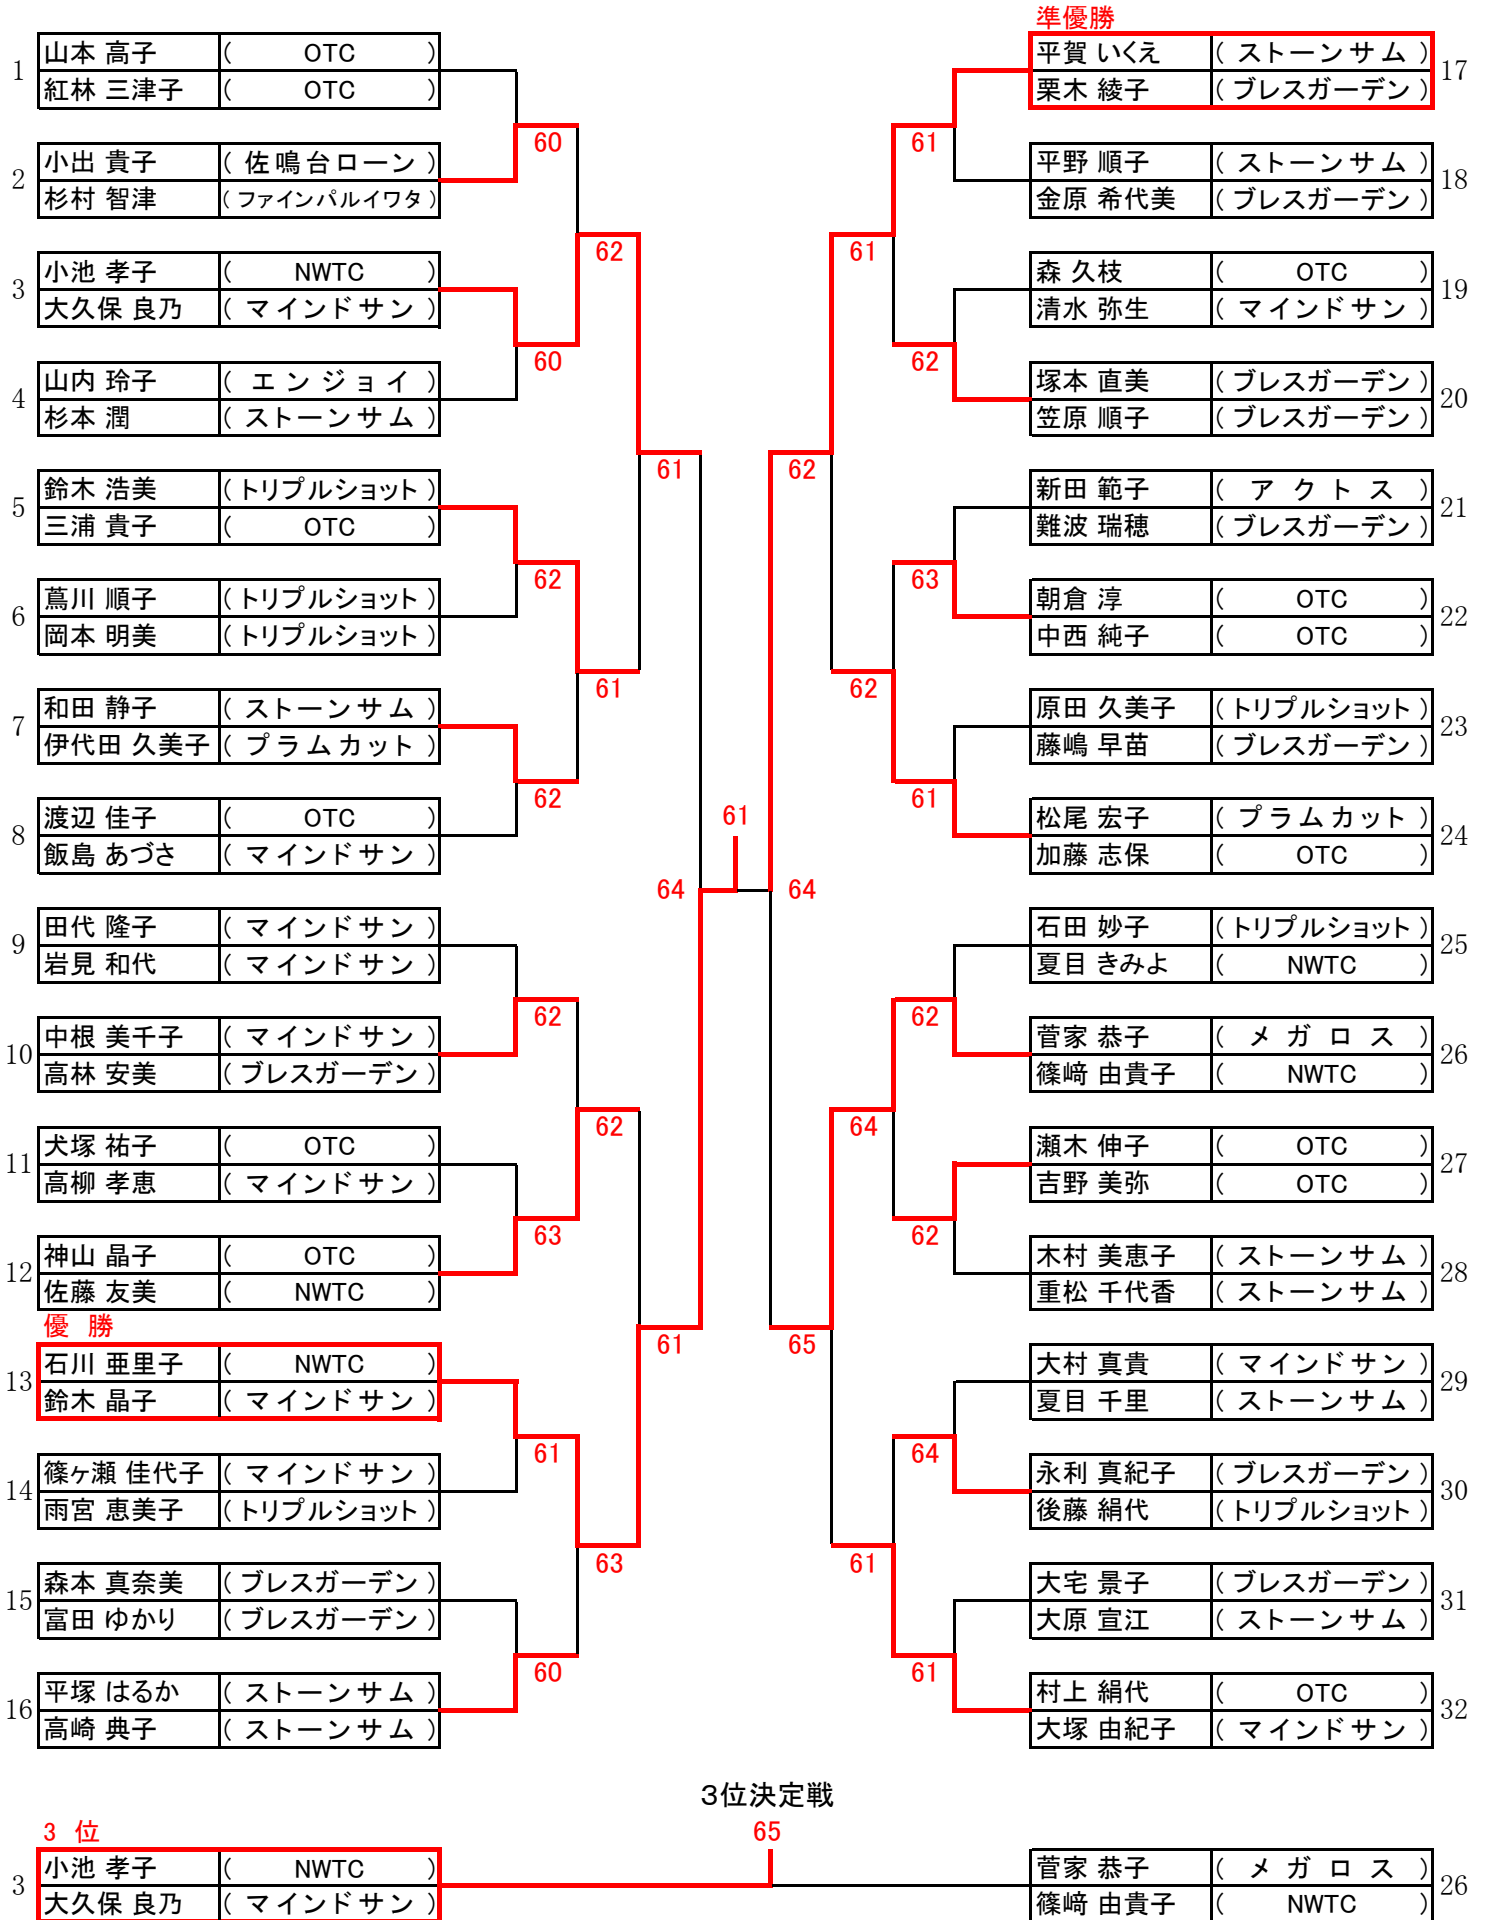 準優勝
1 山本 高子 ( OTC )
紅林 三津子 ( OTC )
2 小出 貴子 ( 佐鳴台ローン )
杉村 智津 ( ファインパルイワタ )
3 小池 孝子 ( NWTC )
大久保 良乃 ( マインドサン )
4 山内 玲子 ( エンジョイ )
杉本 潤 ( ストーンサム )
5 鈴木 浩美 ( トリプルショット )
三浦 貴子 ( OTC )
6 蔦川 順子 ( トリプルショット )
岡本 明美 ( トリプルショット )
7 和田 静子 ( ストーンサム )
伊代田 久美子 ( プラムカット )
8 渡辺 佳子 ( OTC )
飯島 あづさ ( マインドサン )
9 田代 隆子 ( マインドサン )
岩見 和代 ( マインドサン )
10 中根 美千子 ( マインドサン )
高林 安美 ( ブレスガーデン )
11 犬塚 祐子 ( OTC )
高柳 孝恵 ( マインドサン )
12 神山 晶子 ( OTC )
佐藤 友美 ( NWTC )
優 勝
13 石川 亜里子 ( NWTC )
鈴木 晶子 ( マインドサン )
14 篠ヶ瀬 佳代子 ( マインドサン )
雨宮 恵美子 ( トリプルショット )
15 森本 真奈美 ( ブレスガーデン )
富田 ゆかり ( ブレスガーデン )
16 平塚 はるか ( ストーンサム )
高崎 典子 ( ストーンサム )
60
60
62
62
62
63
61
60
62
61
62
63
61
61
64
61
64
62
65
61
62
64
61
61
62
63
61
62
62
64
61
平賀 いくえ ( ストーンサム ) 17
栗木 綾子 ( ブレスガーデン )
平野 順子 ( ストーンサム ) 18
金原 希代美 ( ブレスガーデン )
森 久枝 ( OTC ) 19
清水 弥生 ( マインドサン )
塚本 直美 ( ブレスガーデン ) 20
笠原 順子 ( ブレスガーデン )
新田 範子 ( アクトス ) 21
難波 瑞穂 ( ブレスガーデン )
朝倉 淳 ( OTC ) 22
中西 純子 ( OTC )
原田 久美子 ( トリプルショット ) 23
藤嶋 早苗 ( ブレスガーデン )
松尾 宏子 ( プラムカット ) 24
加藤 志保 ( OTC )
石田 妙子 ( トリプルショット ) 25
夏目 きみよ ( NWTC )
菅家 恭子 ( メガロス ) 26
篠﨑 由貴子 ( NWTC )
瀬木 伸子 ( OTC ) 27
吉野 美弥 ( OTC )
木村 美恵子 ( ストーンサム ) 28
重松 千代香 ( ストーンサム )
大村 真貴 ( マインドサン ) 29
夏目 千里 ( ストーンサム )
永利 真紀子 ( ブレスガーデン ) 30
後藤 絹代 ( トリプルショット )
大宅 景子 ( ブレスガーデン ) 31
大原 宣江 ( ストーンサム )
村上 絹代 ( OTC ) 32
大塚 由紀子 ( マインドサン )
3位決定戦
3 位
65
3 小池 孝子 ( NWTC )
大久保 良乃 ( マインドサン )
菅家 恭子 ( メガロス ) 26
篠﨑 由貴子 ( NWTC )